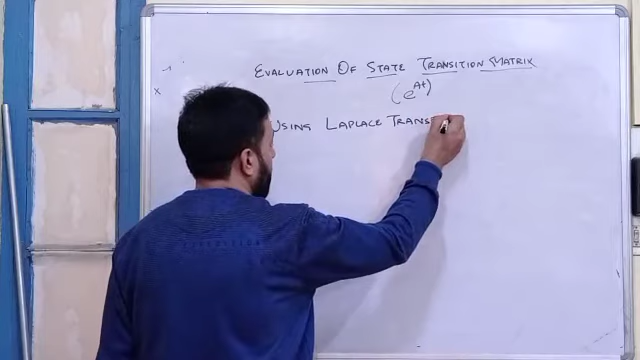 EVALUATION OF STATE TRANSITION MATRIX
(e^At)
USING LAPLACE TRANS